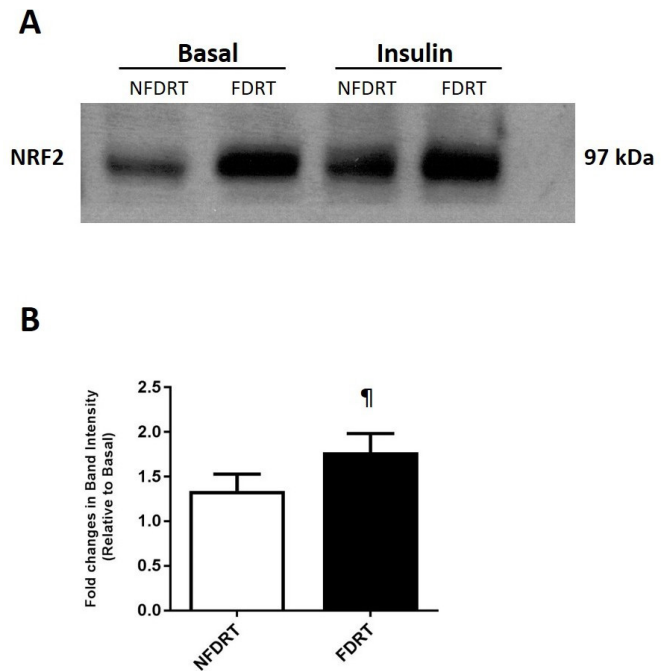 A
Basal Insulin
NFDRT FDRT NFDRT FDRT
NRF2 97 kDa
B
¶
Fold changes in Band Intensity
(Relative to Basal)
2.5
2.0
1.5
1.0
0.5
0.0
NFDRT FDRT